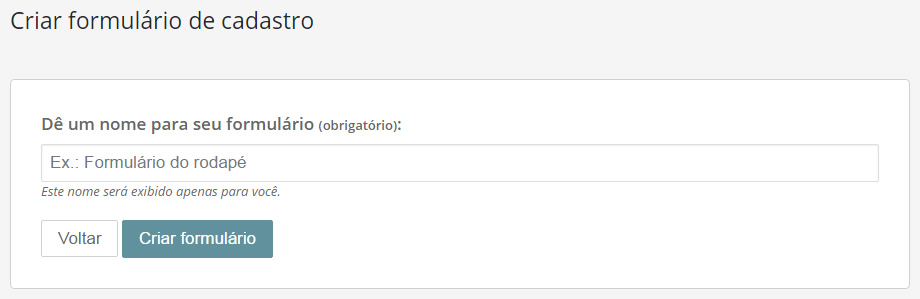 Criar formulário de cadastro
Dê um nome para seu formulário (obrigatório):
Ex.: Formulário do rodapé
Este nome será exibido apenas para você.
Voltar Criar formulário